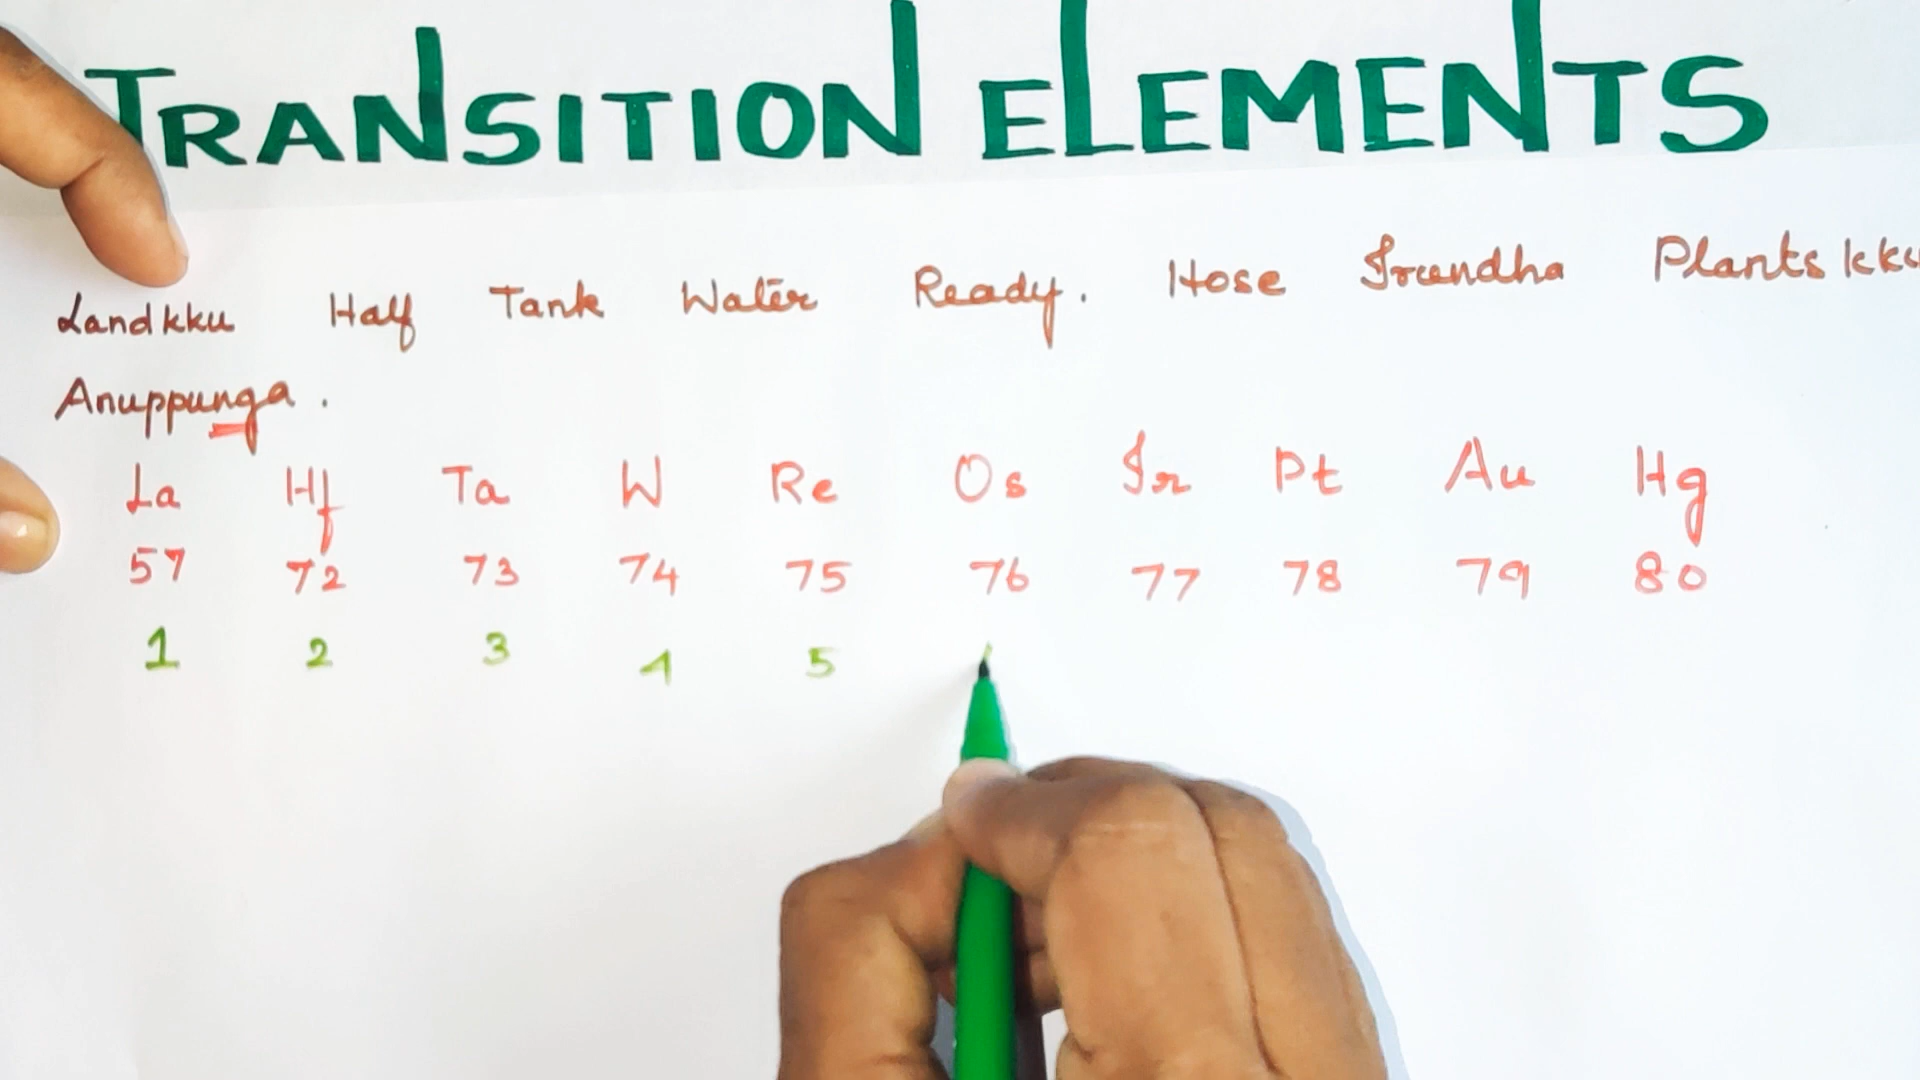 TRANSITION ELEMENTS
Landkku Half Tank Water Ready. Hose Irundha Plants kku
Anuppunga.
La Hf Ta W Re Os Ir Pt Au Hg
57 72 73 74 75 76 77 78 79 80
1 2 3 4 5